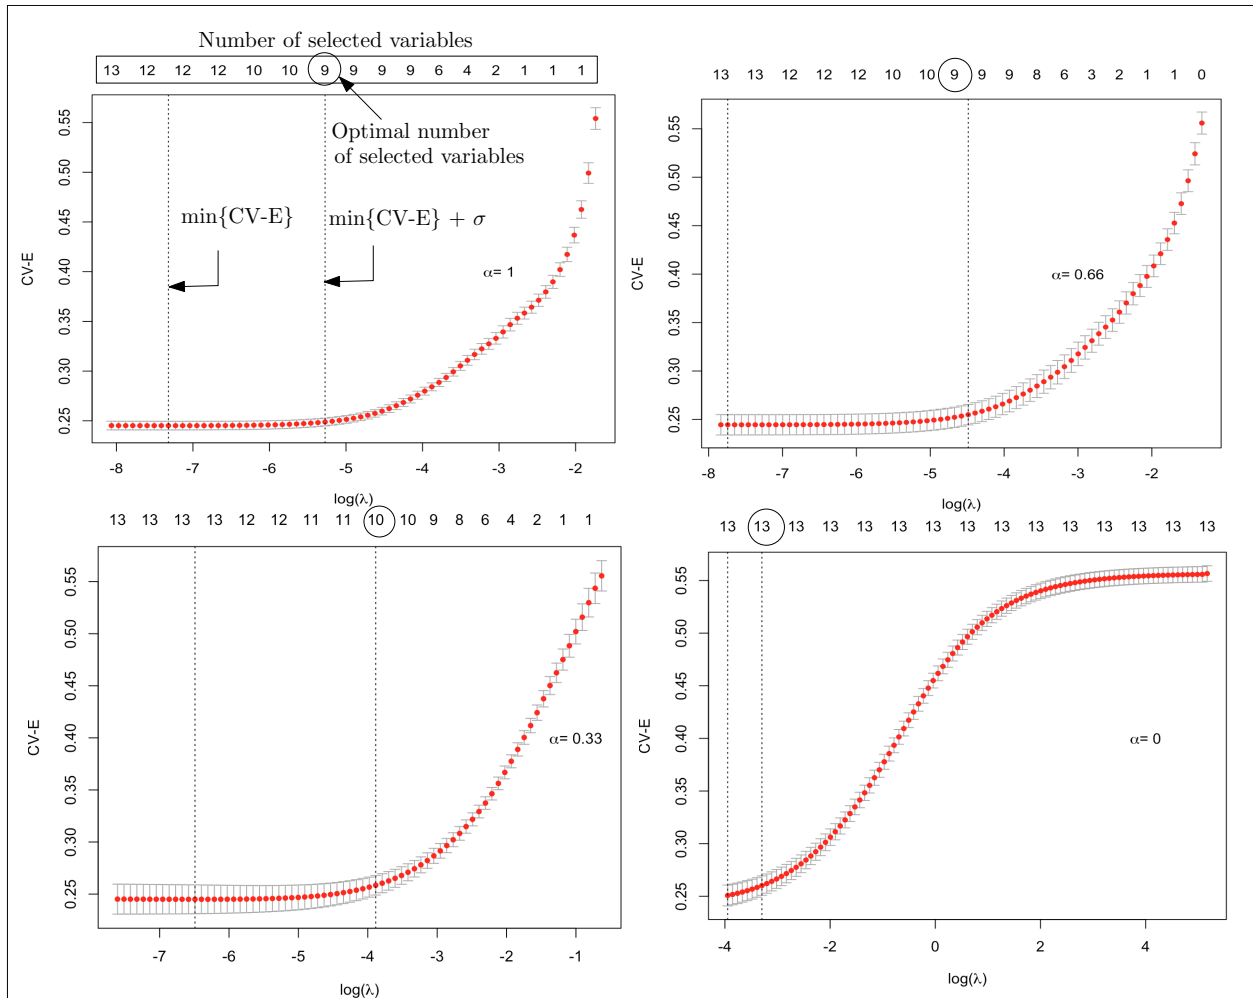 Number of selected variables
13 12 12 12 10 10 9 9 9 9 6 4 2 1 1 1
Optimal number
of selected variables
min{CV-E}
min{CV-E} + σ
α= 1
CV-E
0.55
0.50
0.45
0.40
0.35
0.30
0.25
-8 -7 -6 -5 -4 -3 -2
log(λ)
13 13 12 12 12 10 10 9 9 9 8 6 3 2 1 1 0
α= 0.66
CV-E
0.55
0.50
0.45
0.40
0.35
0.30
0.25
-8 -7 -6 -5 -4 -3 -2
log(λ)
13 13 13 13 12 12 11 11 10 10 9 8 6 4 2 1 1
α= 0.33
CV-E
0.55
0.50
0.45
0.40
0.35
0.30
0.25
-7 -6 -5 -4 -3 -2 -1
log(λ)
13 13 13 13 13 13 13 13 13 13 13 13 13 13 13
α= 0
CV-E
0.55
0.50
0.45
0.40
0.35
0.30
0.25
-4 -2 0 2 4
log(λ)